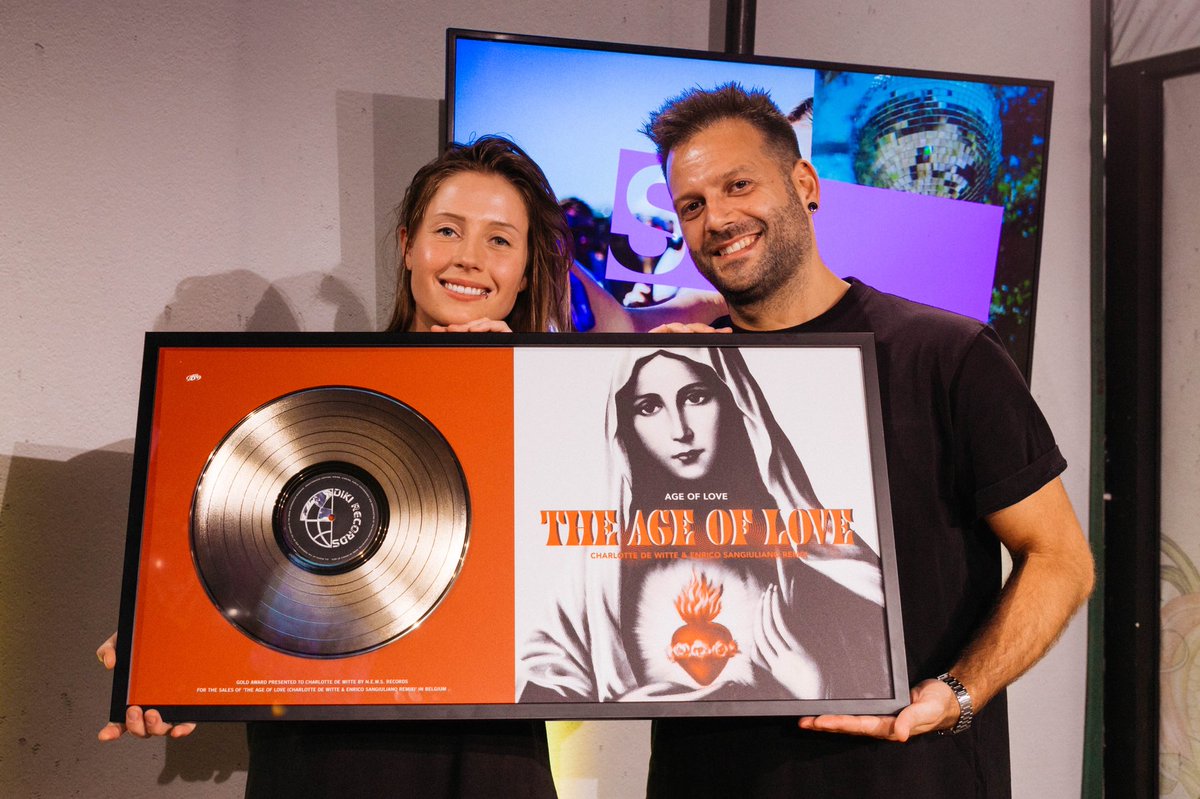 S
DIKI RECORDS
GOLD AWARD PRESENTED TO CHARLOTTE DE WITTE BY N.E.W.S. RECORDS
FOR THE SALES OF 'THE AGE OF LOVE (CHARLOTTE DE WITTE & ENRICO SANGIULIANO REMIX)' IN BELGIUM
AGE OF LOVE
THE AGE OF LOVE
CHARLOTTE DE WITTE & ENRICO SANGIULIANO REMIX